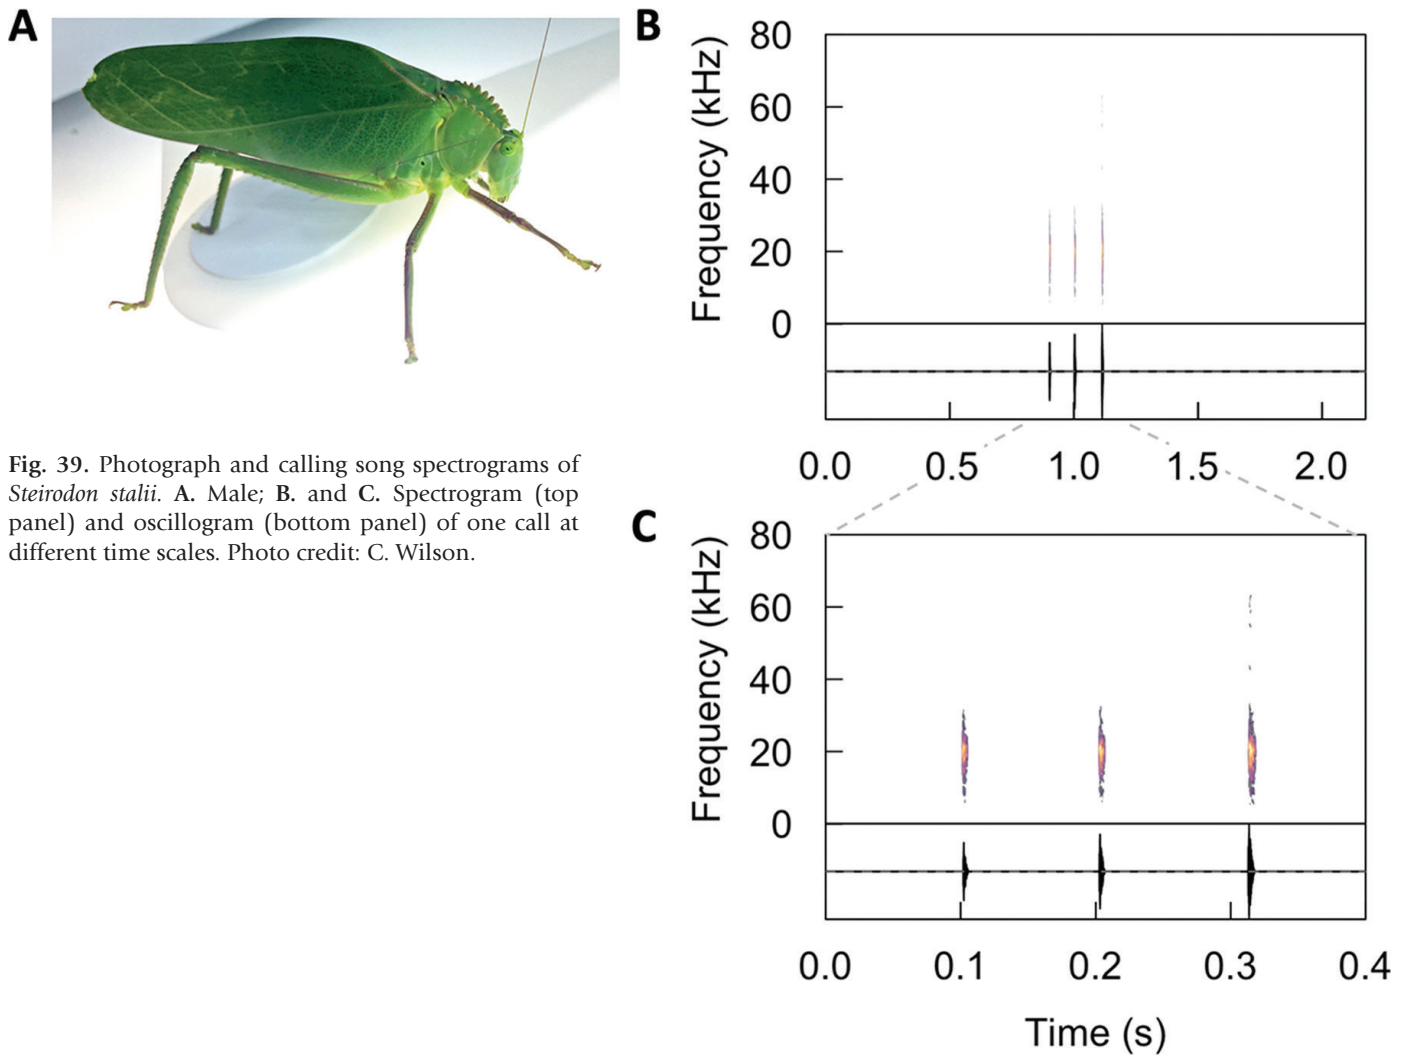 A
B
80
60
40
20
0
Frequency (kHz)
0.0 0.5 1.0 1.5 2.0
Fig. 39. Photograph and calling song spectrograms of
Steirodon stalii. A. Male; B. and C. Spectrogram (top
panel) and oscillogram (bottom panel) of one call at
different time scales. Photo credit: C. Wilson.
C
80
60
40
20
0
Frequency (kHz)
0.0 0.1 0.2 0.3 0.4
Time (s)